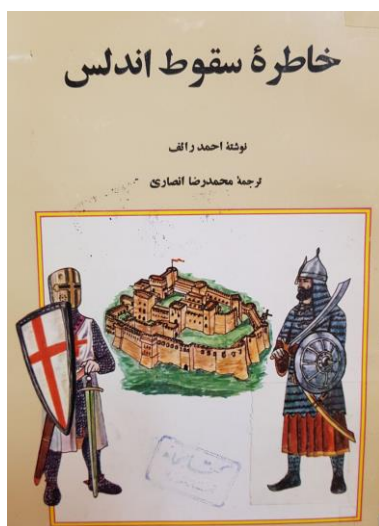 خاطرهٔ سقوط اندلس
نوشتهٔ احمد رائف
ترجمهٔ محمدرضا انصاری